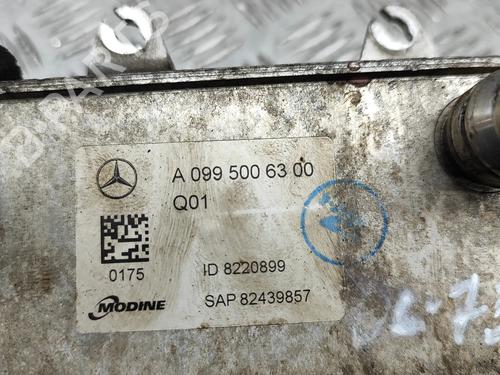 A 099 500 63 00
Q01
0175
ID 8220899
MODINE
SAP 82439857